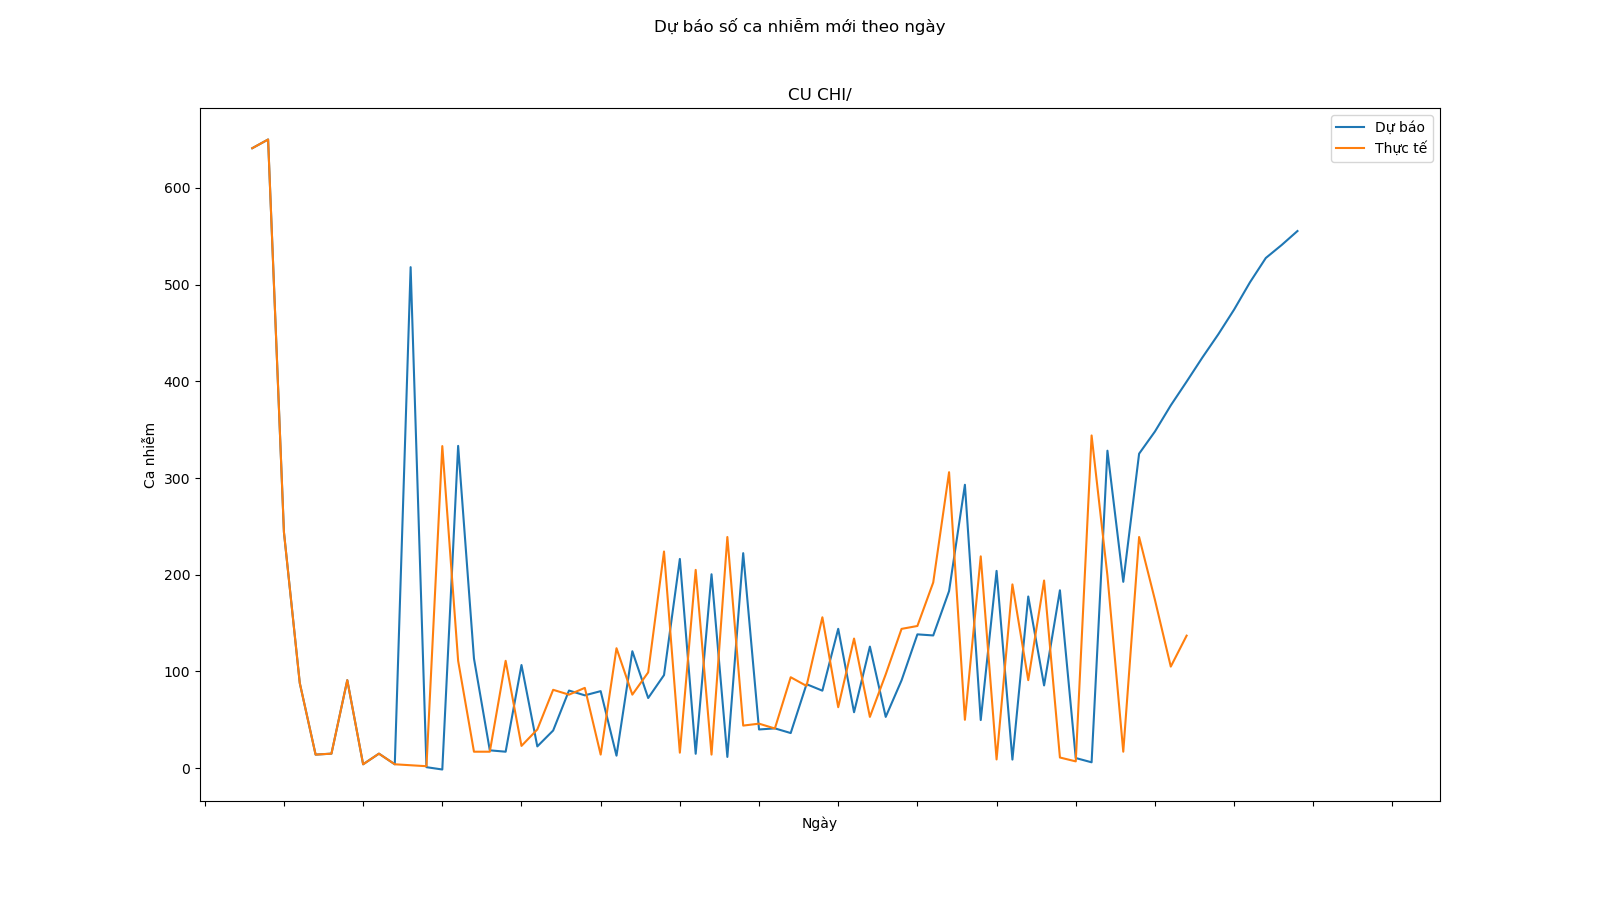 Dự báo số ca nhiễm mới theo ngày
CU CHI/
Dự báo
Thực tế
600
500
400
300
200
100
0
Ca nhiễm
Ngày